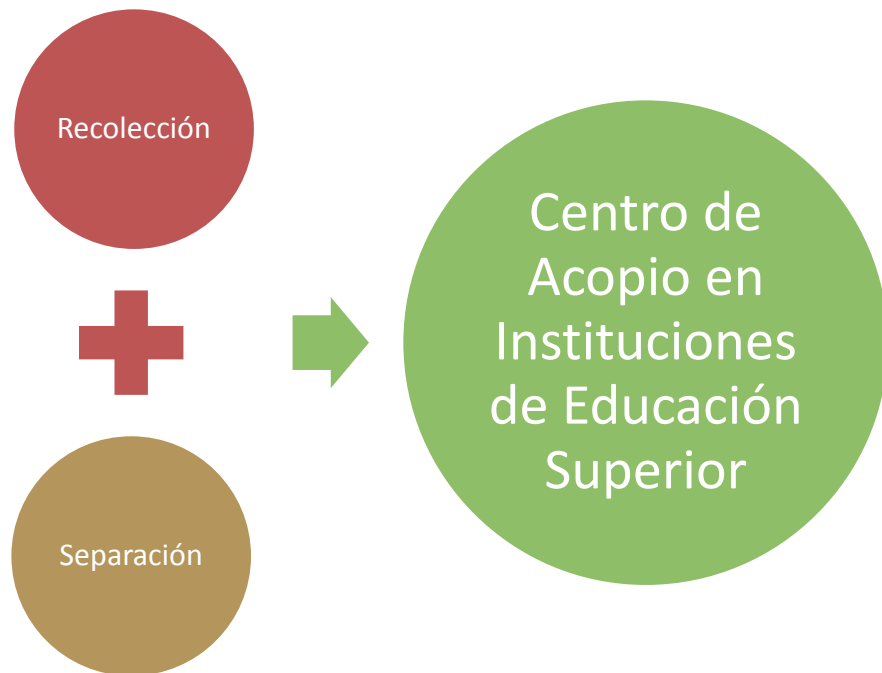 Recolección
Separación
Centro de
Acopio en
Instituciones
de Educación
Superior